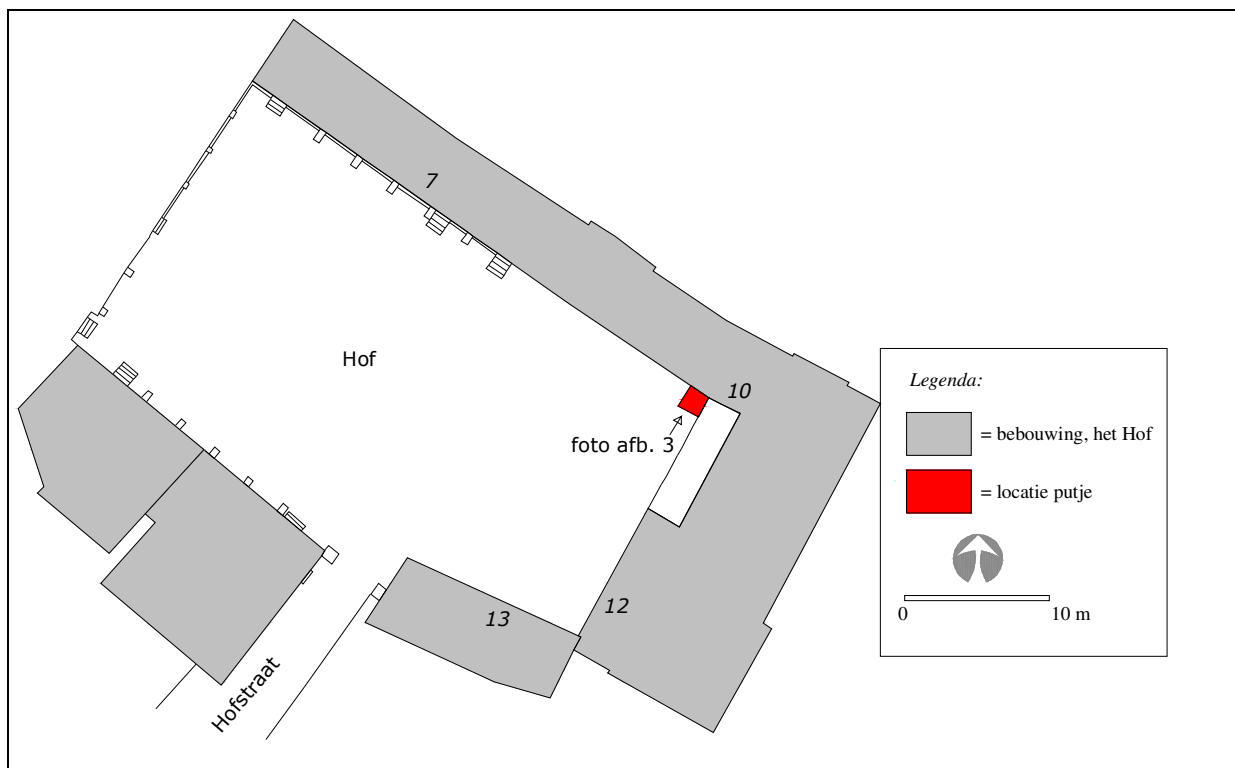 7
Hof
10
foto afb. 3
12
13
Hofstraat
Legenda:
= bebouwing, het Hof
= locatie putje
0 10 m